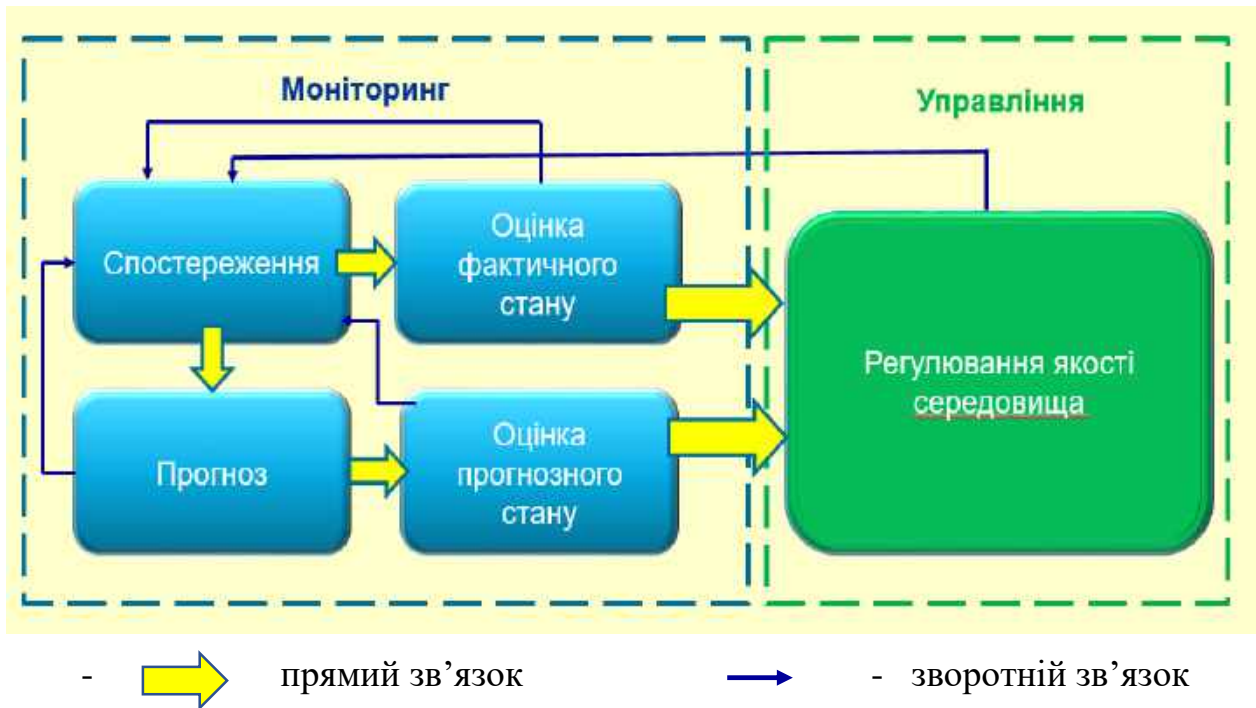 Моніторинг
Управління
Спостереження
Оцінка
фактичного
стану
Прогноз
Оцінка
прогнозного
стану
Регулювання якості
середовища
- прямий зв’язок
- зворотній зв’язок